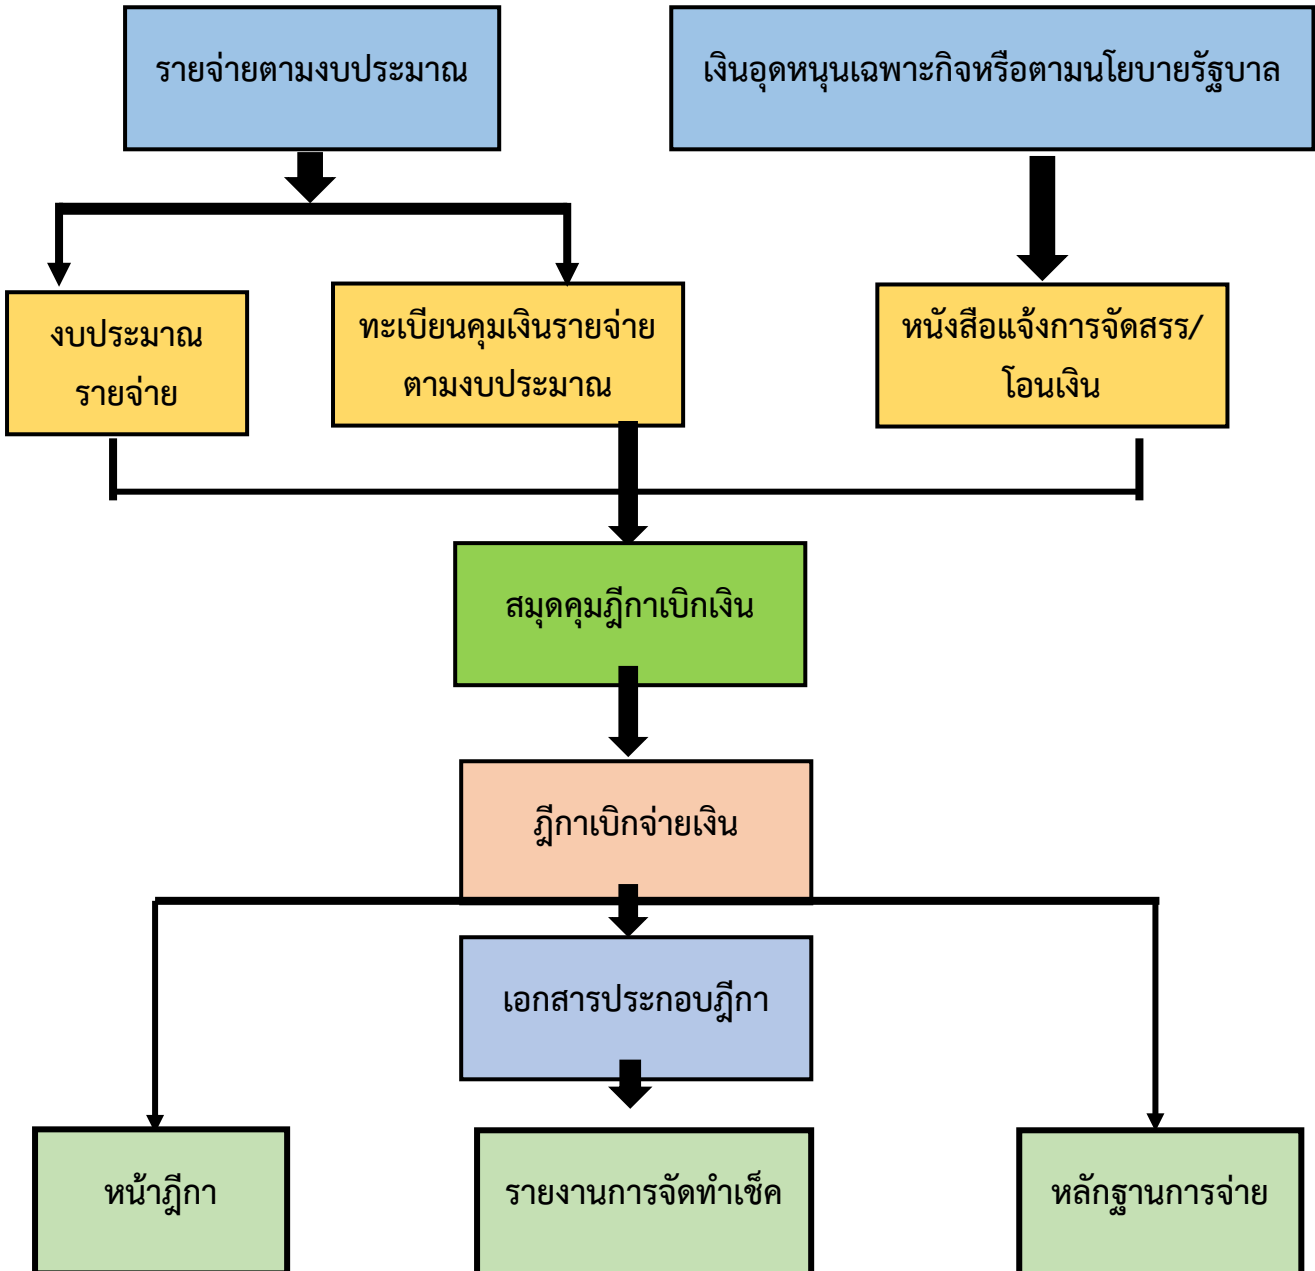 รายจ่ายตามงบประมาณ
เงินอุดหนุนเฉพาะกิจหรือตามนโยบายรัฐบาล
งบประมาณ
รายจ่าย
ทะเบียนคุมเงินรายจ่าย
ตามงบประมาณ
หนังสือแจ้งการจัดสรร/
โอนเงิน
สมุดคุมฎีกาเบิกเงิน
ฎีกาเบิกจ่ายเงิน
เอกสารประกอบฎีกา
หน้าฎีกา
รายงานการจัดทำเช็ค
หลักฐานการจ่าย